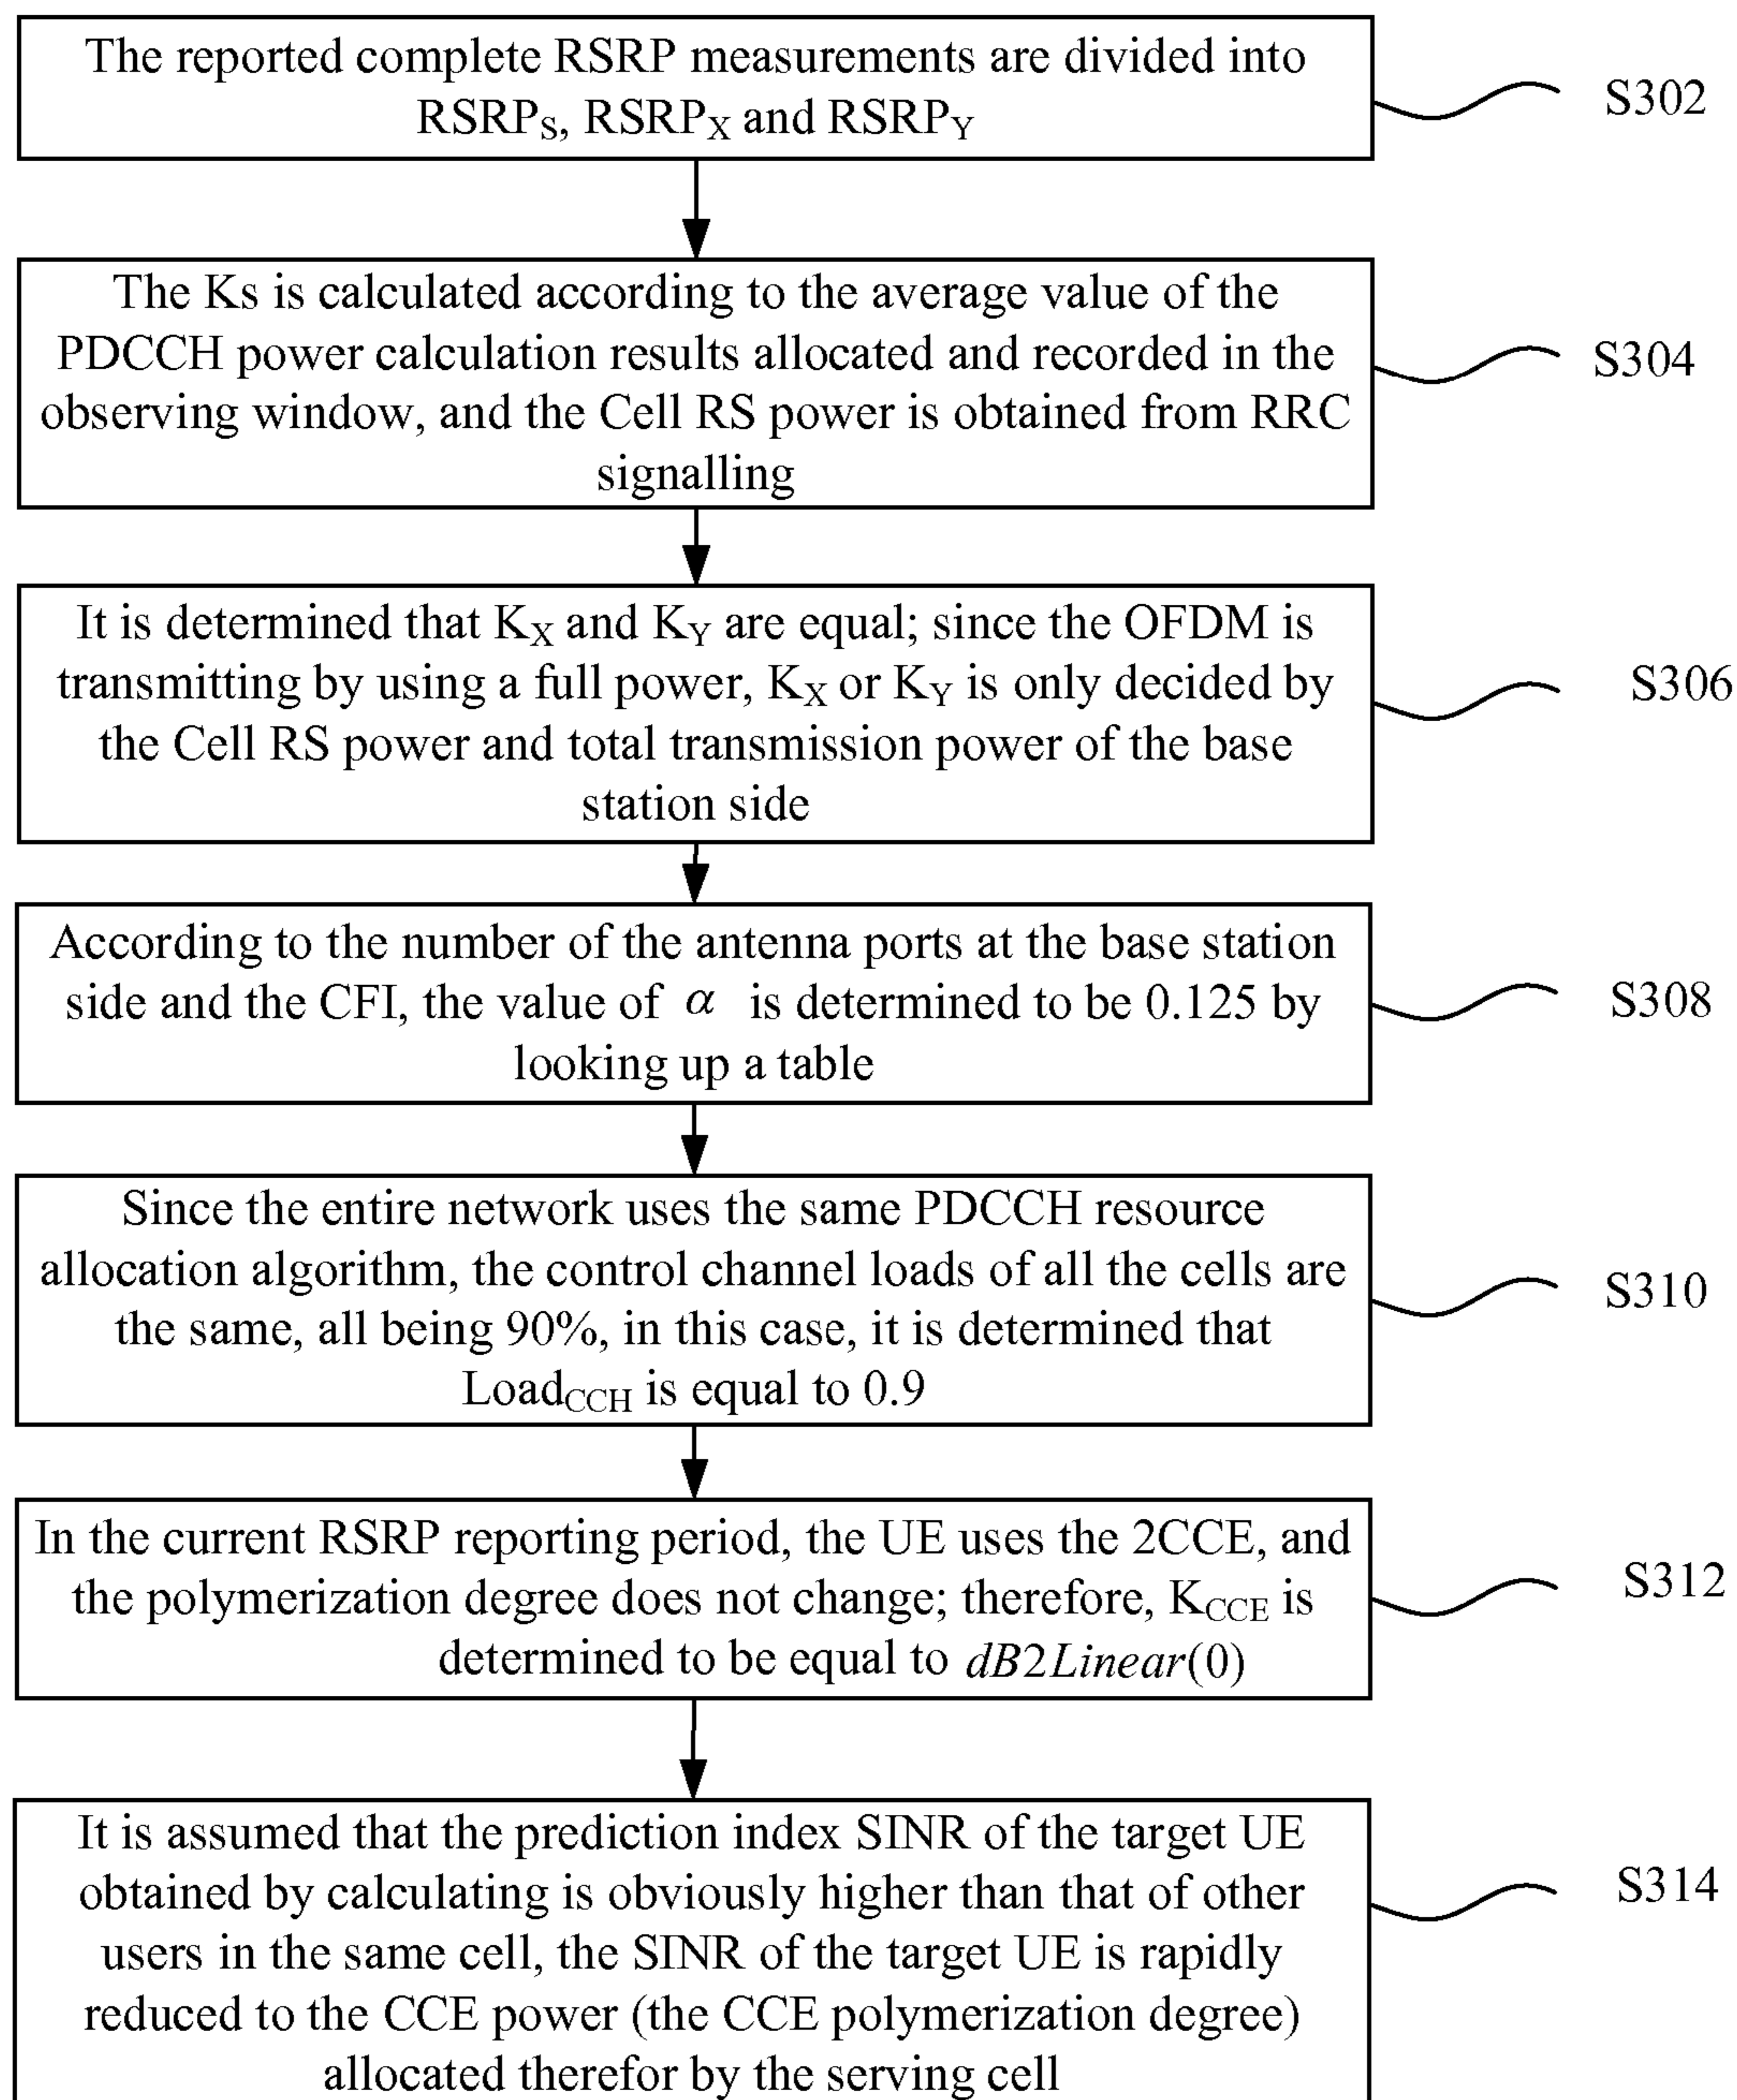 The reported complete RSRP measurements are divided into
RSRPS, RSRPX and RSRPY
S302
The Ks is calculated according to the average value of the
PDCCH power calculation results allocated and recorded in the
observing window, and the Cell RS power is obtained from RRC
signalling
S304
It is determined that KX and KY are equal; since the OFDM is
transmitting by using a full power, KX or KY is only decided by
the Cell RS power and total transmission power of the base
station side
S306
According to the number of the antenna ports at the base station
side and the CFI, the value of α is determined to be 0.125 by
looking up a table
S308
Since the entire network uses the same PDCCH resource
allocation algorithm, the control channel loads of all the cells are
the same, all being 90%, in this case, it is determined that
LoadCCH is equal to 0.9
S310
In the current RSRP reporting period, the UE uses the 2CCE, and
the polymerization degree does not change; therefore, KCCE is
determined to be equal to dB2Linear(0)
S312
It is assumed that the prediction index SINR of the target UE
obtained by calculating is obviously higher than that of other
users in the same cell, the SINR of the target UE is rapidly
reduced to the CCE power (the CCE polymerization degree)
allocated therefor by the serving cell
S314